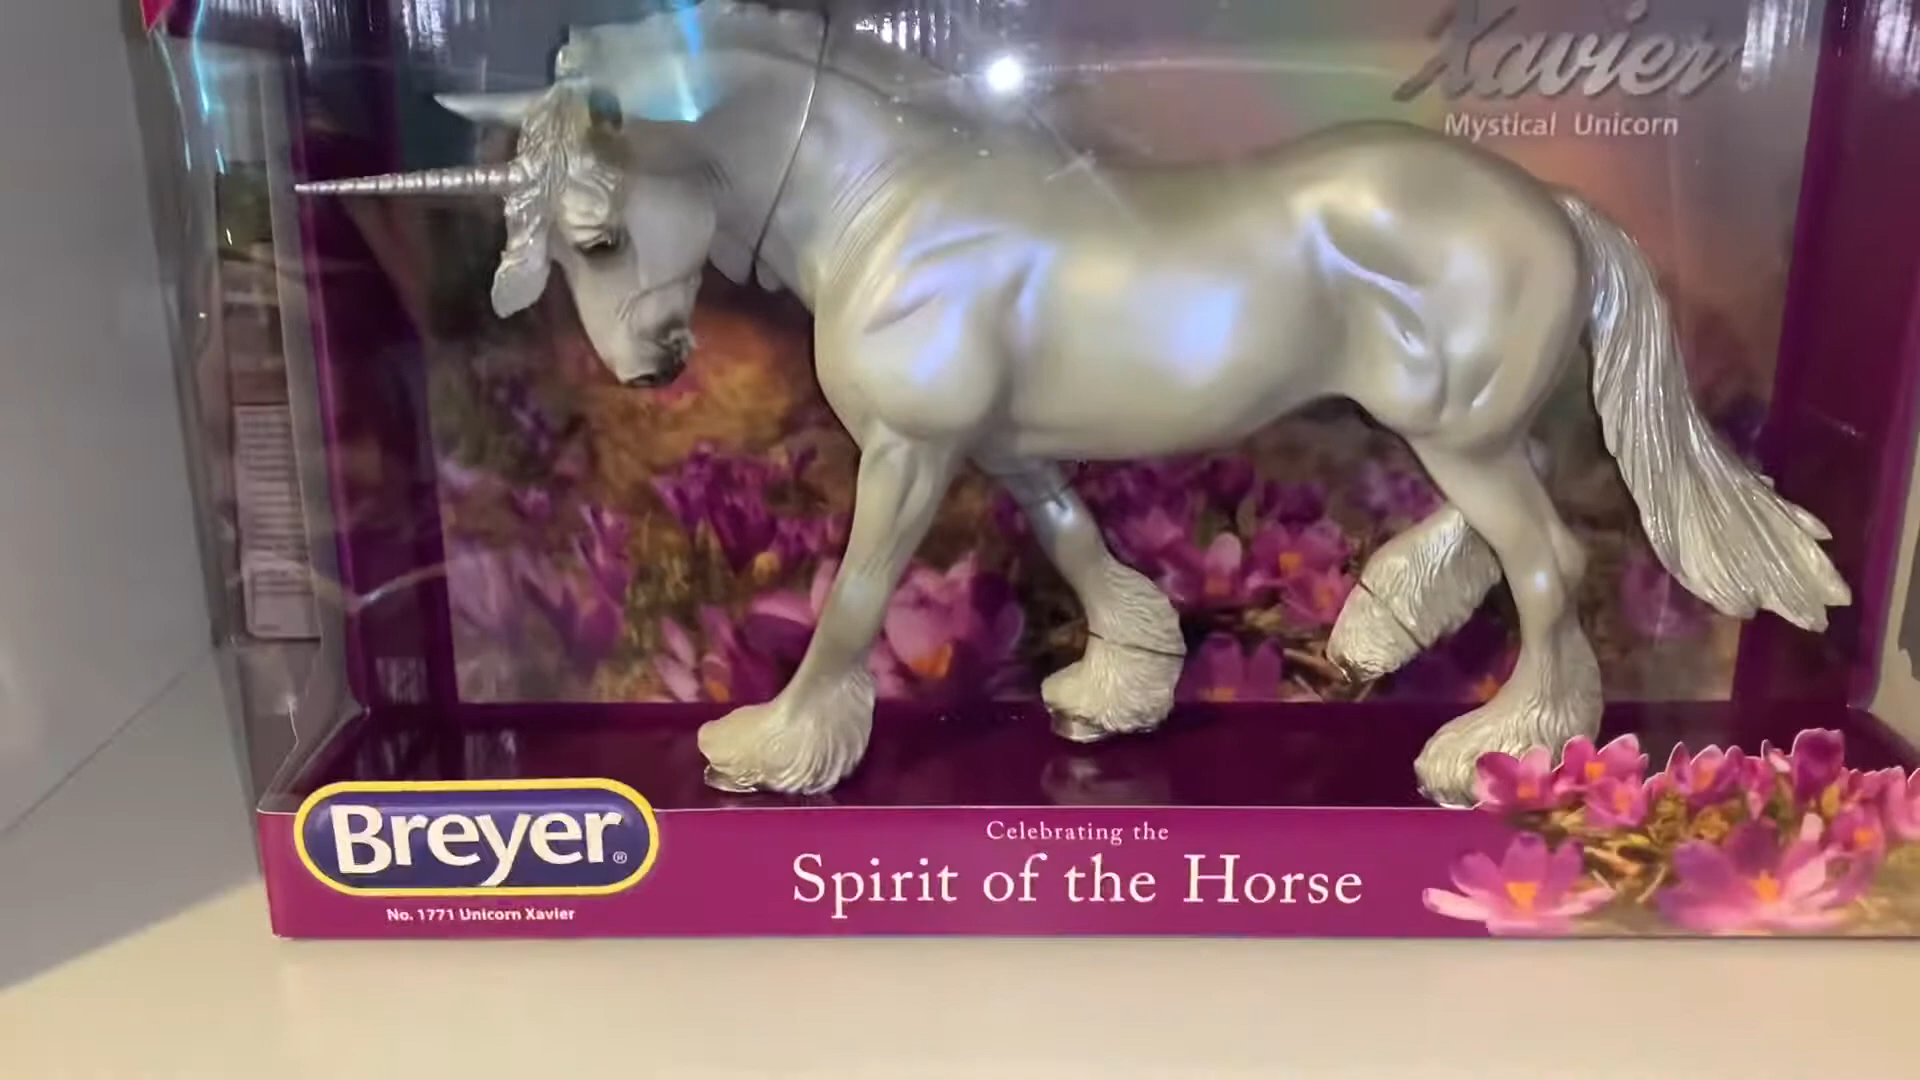 Xavier
Mystical Unicorn
Breyer®
No. 1771 Unicorn Xavier
Celebrating the
Spirit of the Horse